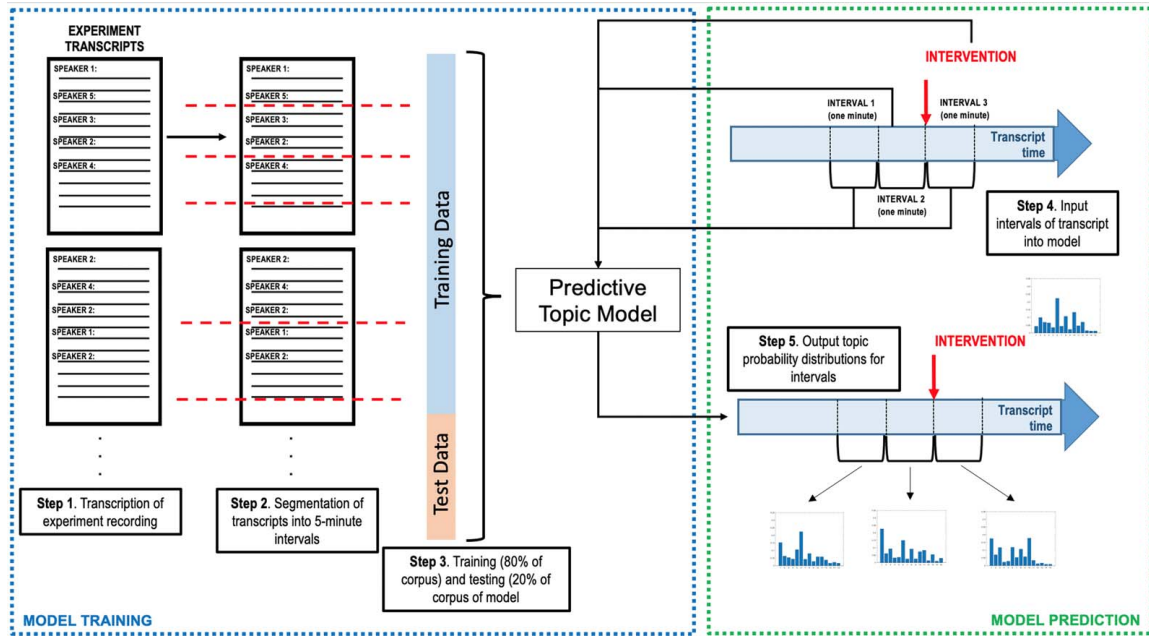 EXPERIMENT
TRANSCRIPTS
SPEAKER 1:
SPEAKER 5:
SPEAKER 3:
SPEAKER 2:
SPEAKER 4:
SPEAKER 2:
SPEAKER 4:
SPEAKER 2:
SPEAKER 1:
SPEAKER 2:
Step 1. Transcription of
experiment recording
SPEAKER 1:
SPEAKER 5:
SPEAKER 3:
SPEAKER 2:
SPEAKER 4:
SPEAKER 2:
SPEAKER 4:
SPEAKER 2:
SPEAKER 1:
SPEAKER 2:
Step 2. Segmentation of
transcripts into 5-minute
intervals
Training Data
Test Data
Step 3. Training (80% of
corpus) and testing (20% of
corpus of model
Predictive
Topic Model
MODEL TRAINING
INTERVENTION
INTERVAL 1
(one minute)
INTERVAL 3
(one minute)
Transcript
time
INTERVAL 2
(one minute)
Step 4. Input
intervals of transcript
into model
Step 5. Output topic
probability distributions for
intervals
INTERVENTION
Transcript
time
MODEL PREDICTION